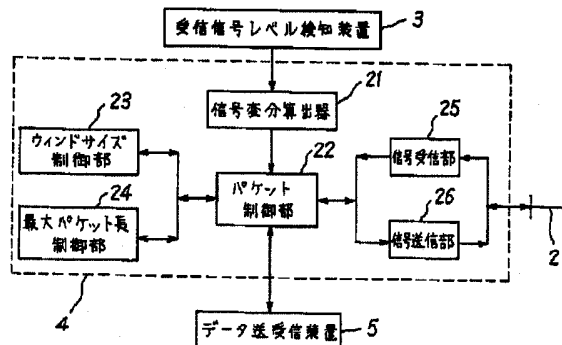 受信信号レベル検知装置
3
21
信号変分算出器
23
ウィンドサイズ
制御部
22
パケット
制御部
25
信号受信部
24
最大パケット長
制御部
26
信号送信部
2
4
データ送受信装置
5